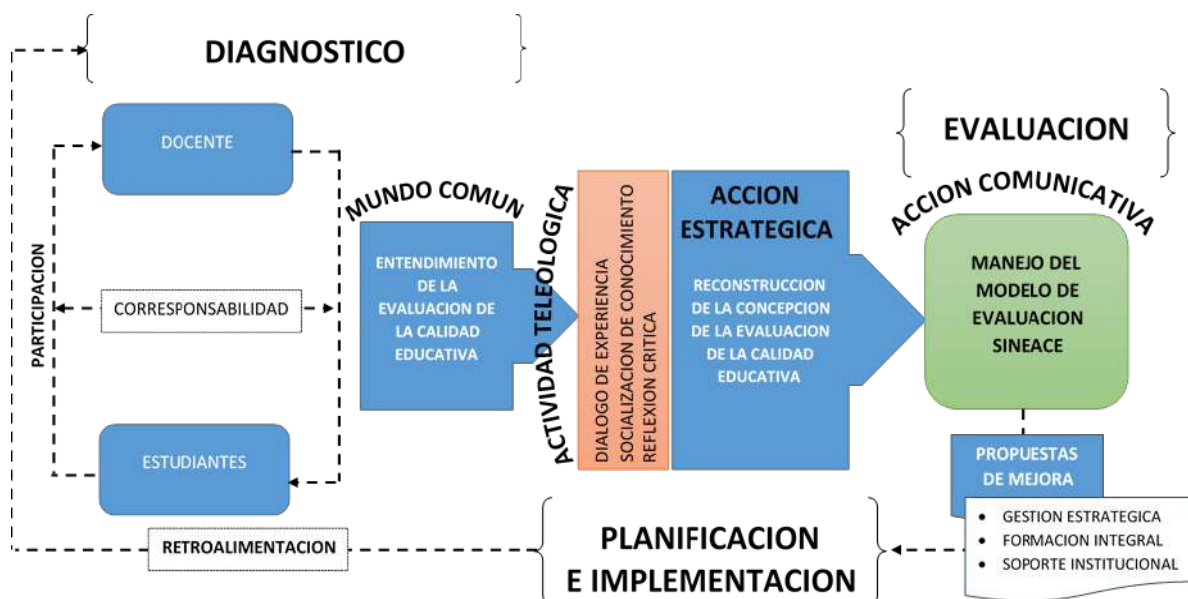 DIAGNOSTICO
DOCENTE
PARTICIPACION
CORRESPONSABILIDAD
ESTUDIANTES
MUNDO COMUN
ENTENDIMIENTO
DE LA
EVALUACION DE
LA CALIDAD
EDUCATIVA
ACTIVIDAD TELEOLOGICA
DIALOGO DE EXPERIENCIA
SOCIALIZACION DE CONOCIMIENTO
REFLEXION CRITICA
ACCION
ESTRATEGICA
RECONSTRUCCION
DE LA CONCEPCION
DE LA EVALUACION
DE LA CALIDAD
EDUCATIVA
EVALUACION
ACCION COMUNICATIVA
MANEJO DEL
MODELO DE
EVALUACION
SINEACE
PROPUESTAS
DE MEJORA
• GESTION ESTRATEGICA
• FORMACION INTEGRAL
• SOPORTE INSTITUCIONAL
PLANIFICACION
E IMPLEMENTACION
RETROALIMENTACION